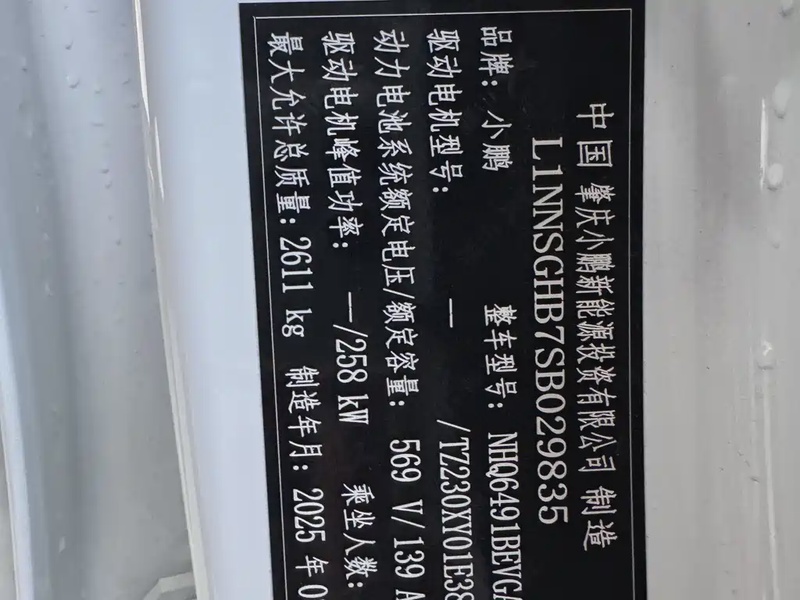 中国 肇庆小鹏新能源投资有限公司 制造
L1NNSGHB7SB029835
品牌: 小鹏 整车型号: NHQ6491BEVGA
驱动电机型号: —/TZ230XY01E38
动力电池系统额定电压/额定容量: 569 V/139 A
驱动电机峰值功率: —/258 kW 乘坐人数:
最大允许总质量: 2611 kg 制造年月: 2025 年 0